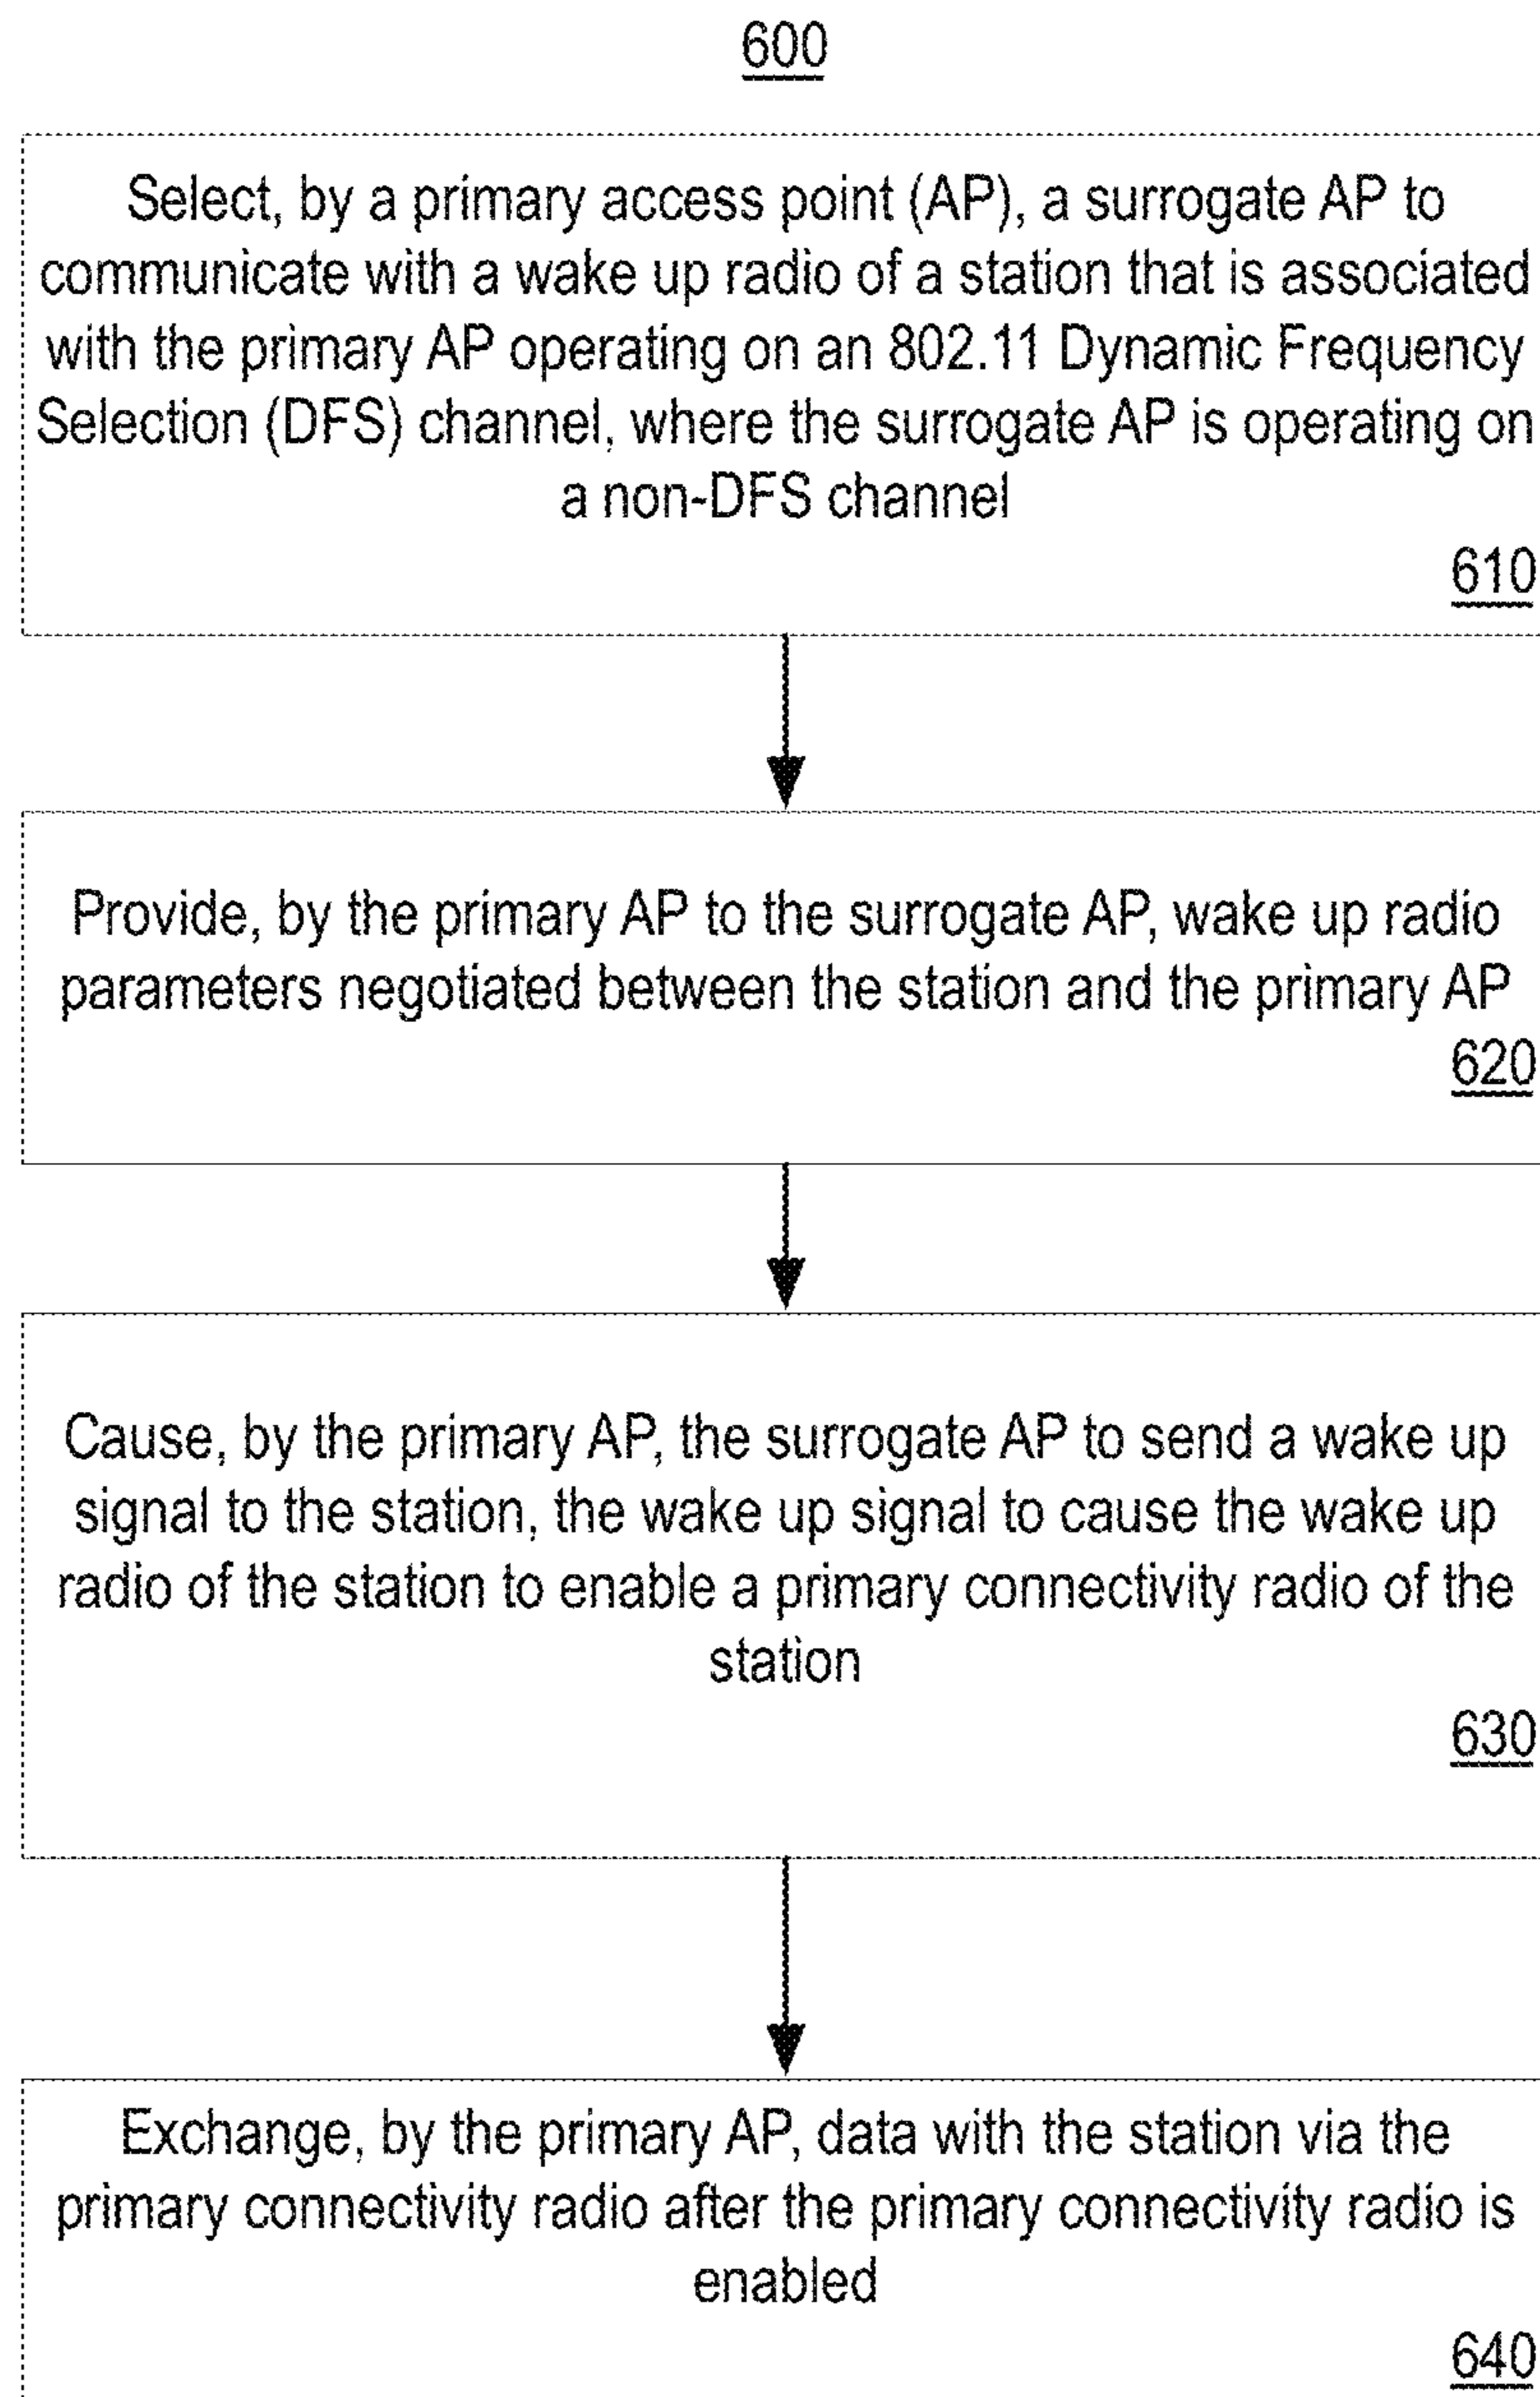 600
Select, by a primary access point (AP), a surrogate AP to
communicate with a wake up radio of a station that is associated
with the primary AP operating on an 802.11 Dynamic Frequency
Selection (DFS) channel, where the surrogate AP is operating on
a non-DFS channel
610
Provide, by the primary AP to the surrogate AP, wake up radio
parameters negotiated between the station and the primary AP
620
Cause, by the primary AP, the surrogate AP to send a wake up
signal to the station, the wake up signal to cause the wake up
radio of the station to enable a primary connectivity radio of the
station
630
Exchange, by the primary AP, data with the station via the
primary connectivity radio after the primary connectivity radio is
enabled
640